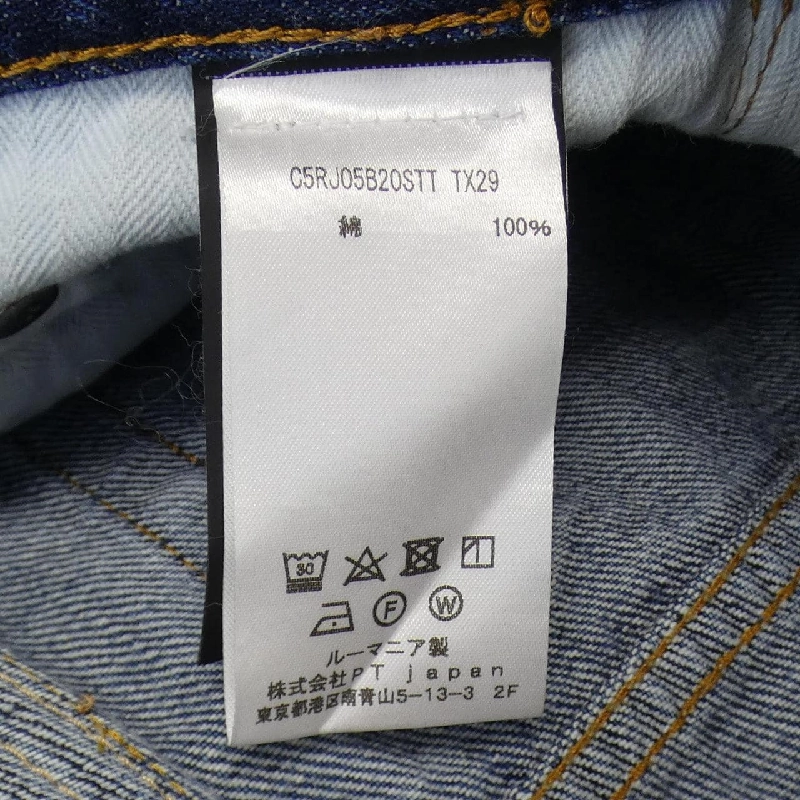 C5RJ05B20STT TX29
綿 100%
30
F W
ルーマニア製
株式会社PT japan
東京都港区南青山5-13-3 2F